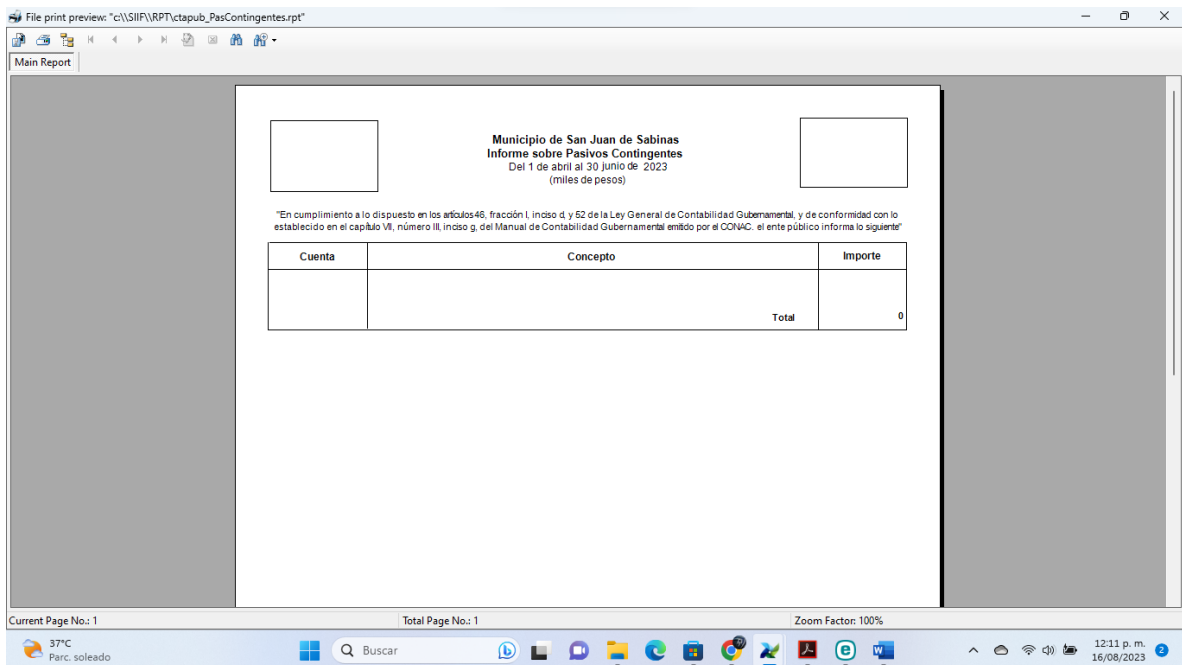 File print preview: "c:\\SIIF\\RPT\ctapub_PasContingentes.rpt"
Main Report
Municipio de San Juan de Sabinas
Informe sobre Pasivos Contingentes
Del 1 de abril al 30 junio de 2023
(miles de pesos)
"En cumplimiento a lo dispuesto en los artículos 46, fracción I, inciso d, y 52 de la Ley General de Contabilidad Gubernamental, y de conformidad con lo
establecido en el capítulo VII, número III, inciso g, del Manual de Contabilidad Gubernamental emitido por el CONAC. el ente público informa lo siguiente"
Cuenta Concepto Importe
Total 0
Current Page No.: 1 Total Page No.: 1 Zoom Factor: 100%
37°C
Parc. soleado
Buscar
12:11 p. m.
16/08/2023
2